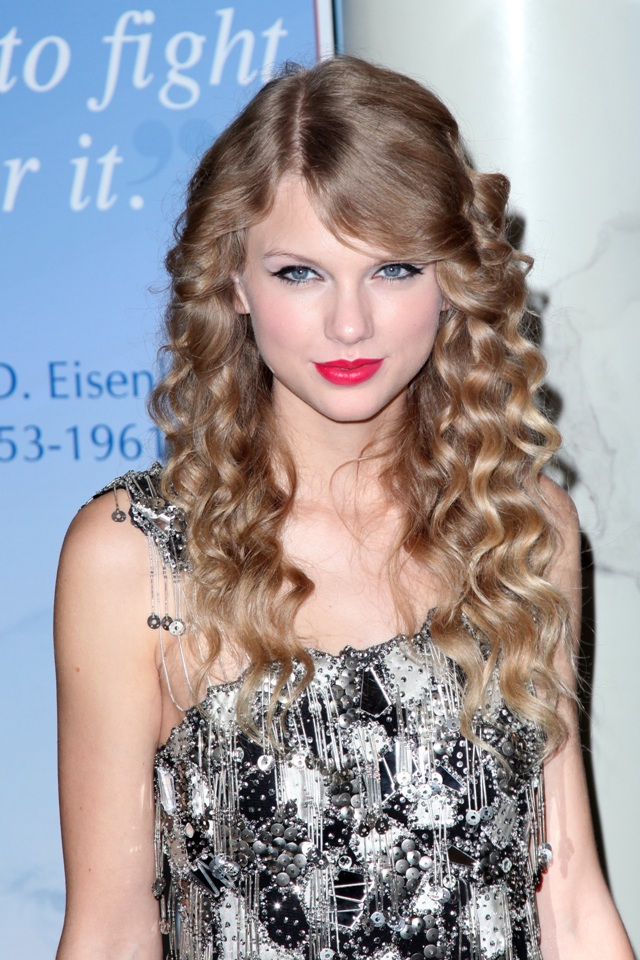 to fight
r it."
D. Eisen
53-1961